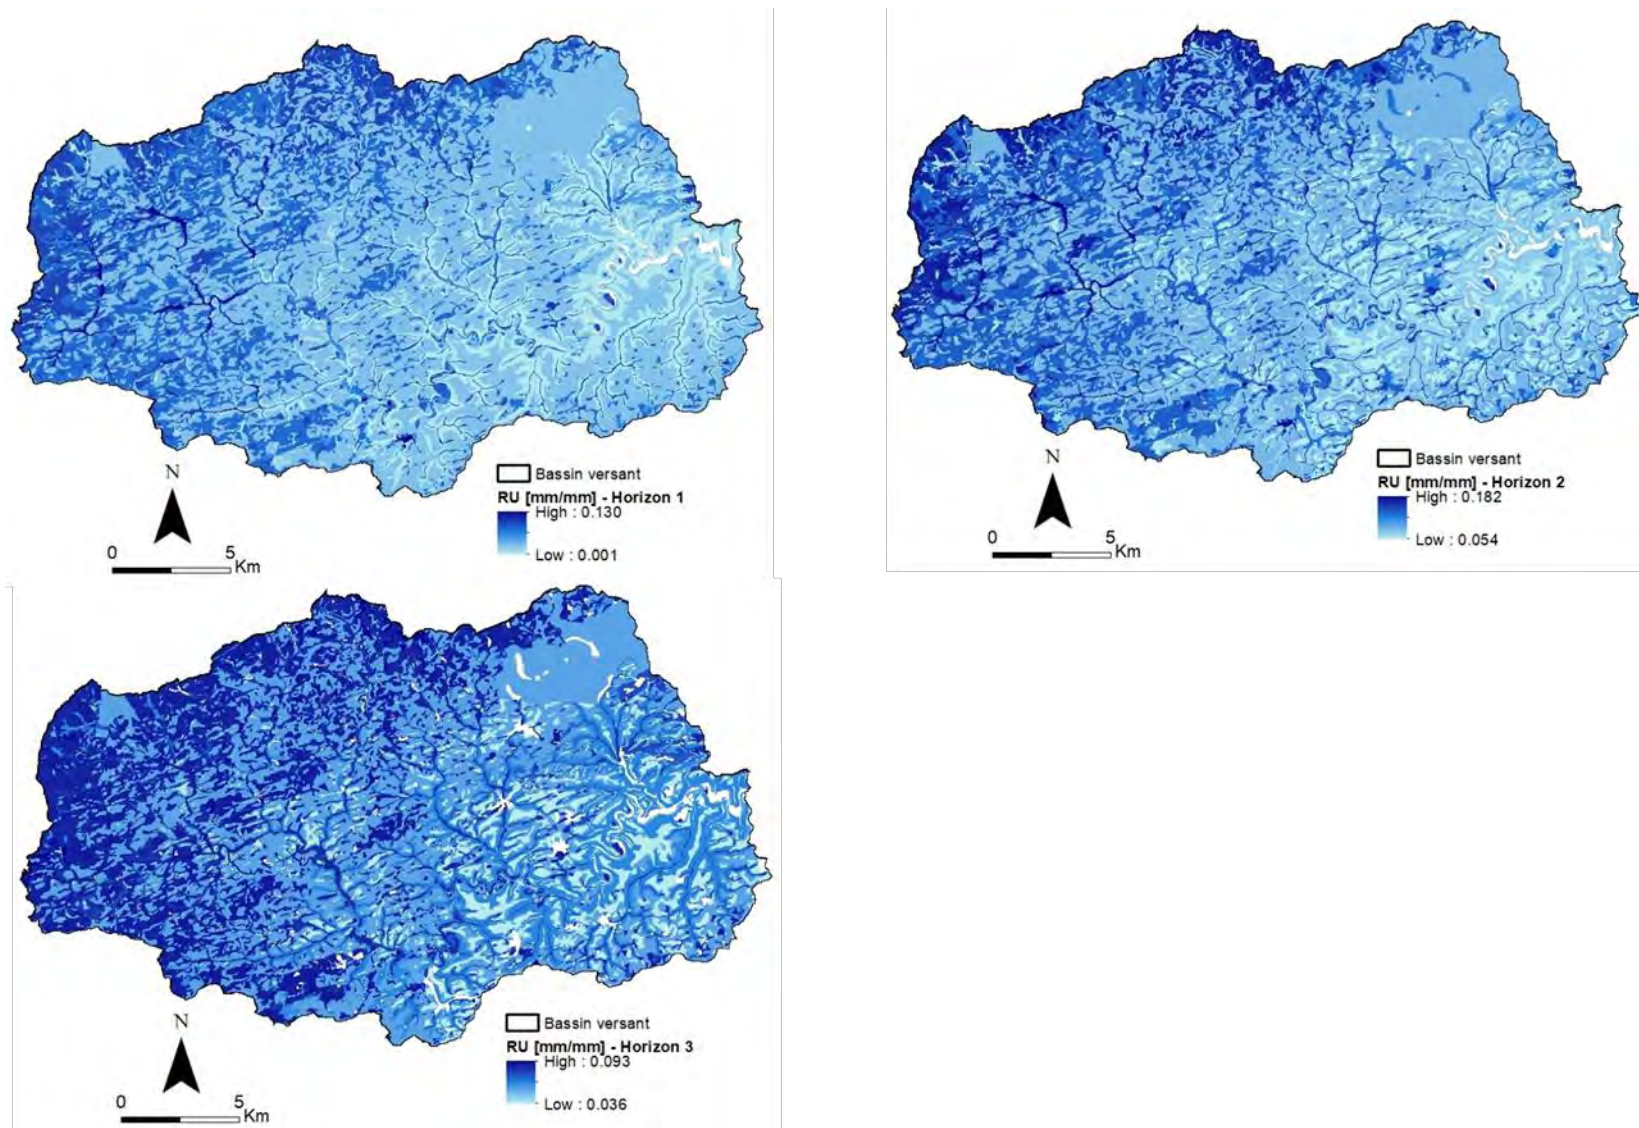 N
0 5
Km
Bassin versant
RU [mm/mm] - Horizon 1
High : 0.130
Low : 0.001
N
0 5
Km
Bassin versant
RU [mm/mm] - Horizon 2
High : 0.182
Low : 0.054
N
0 5
Km
Bassin versant
RU [mm/mm] - Horizon 3
High : 0.093
Low : 0.036